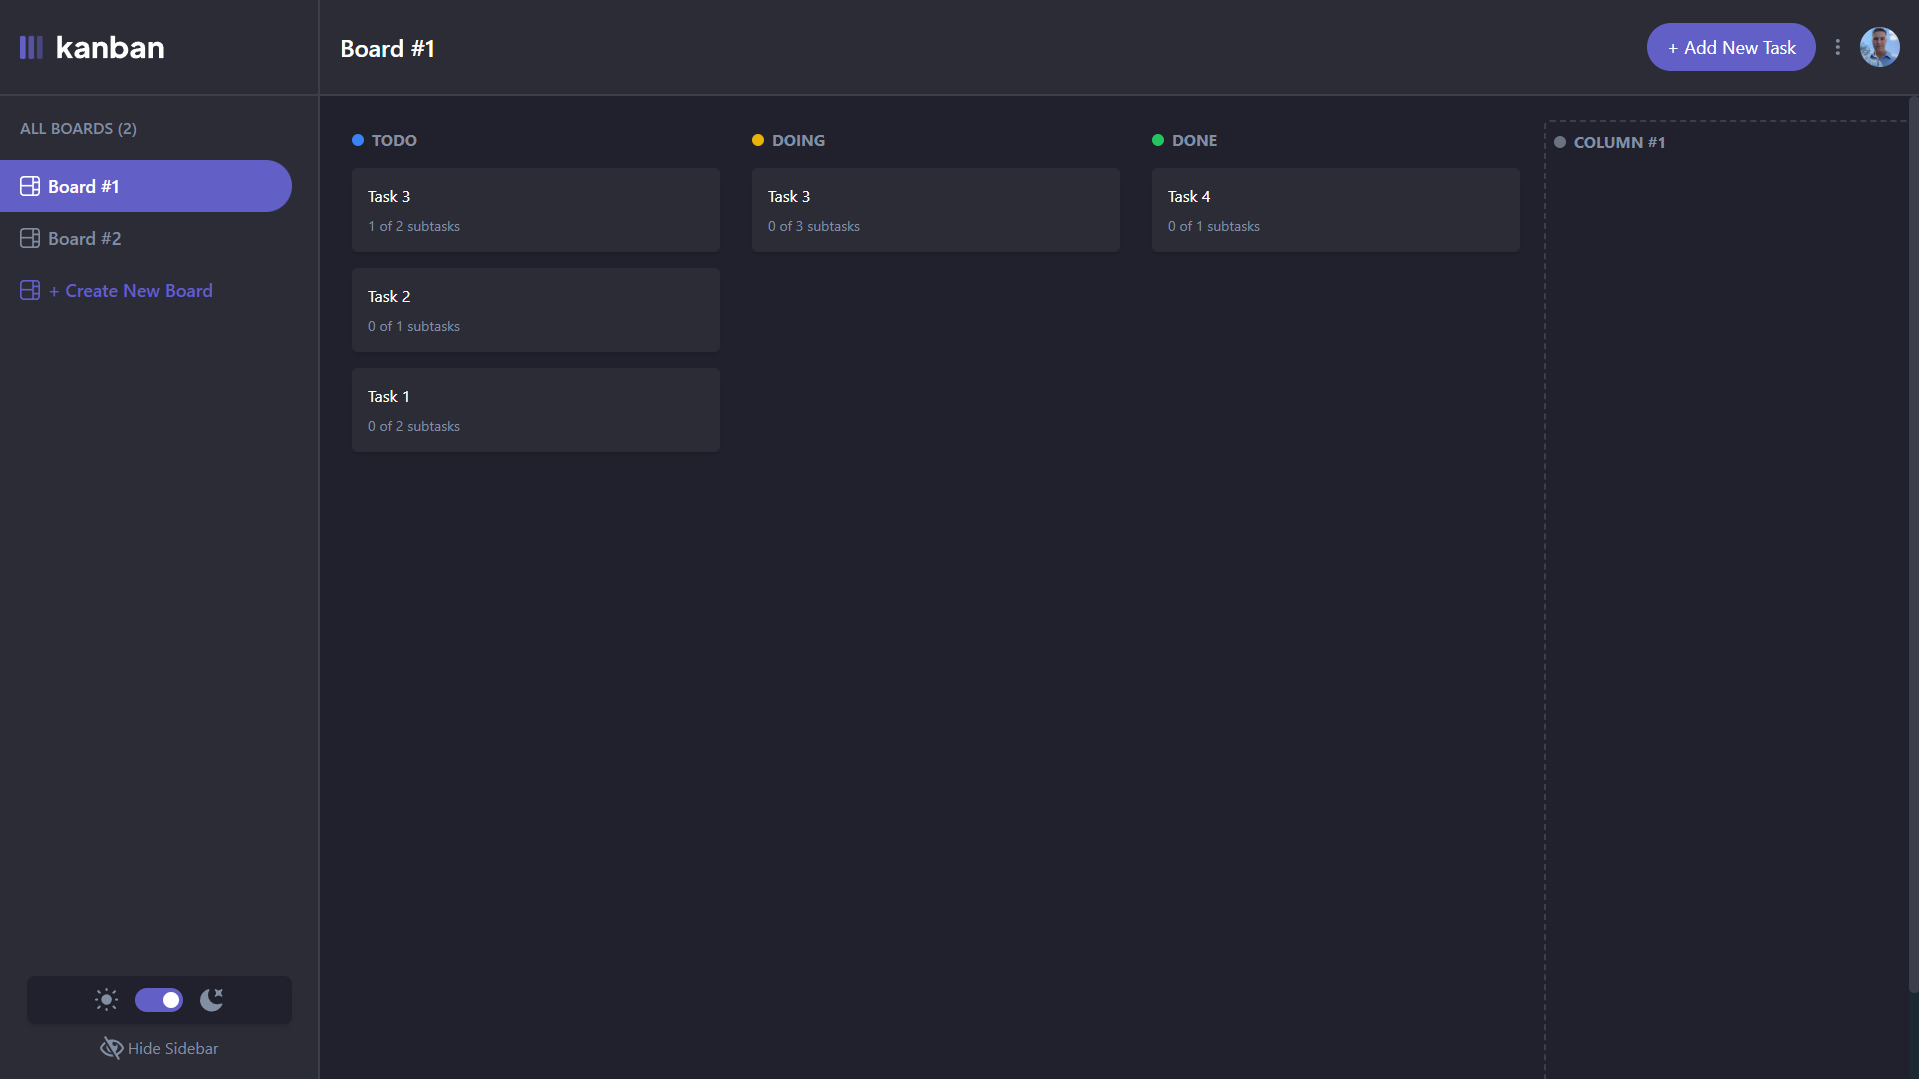 kanban
Board #1
+ Add New Task
ALL BOARDS (2)
Board #1
Board #2
+ Create New Board
TODO
Task 3
1 of 2 subtasks
Task 2
0 of 1 subtasks
Task 1
0 of 2 subtasks
DOING
Task 3
0 of 3 subtasks
DONE
Task 4
0 of 1 subtasks
COLUMN #1
Hide Sidebar